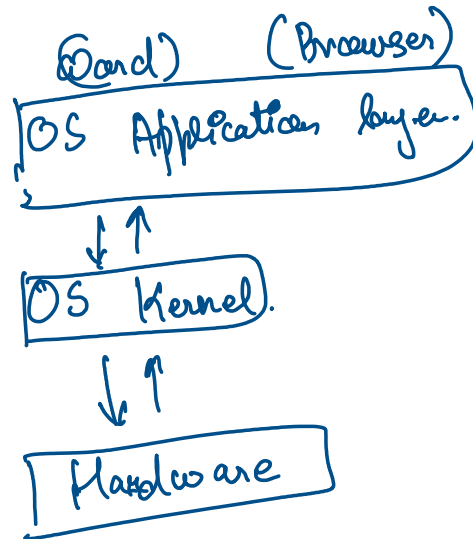 (Word) (Browser)
OS Application layer.
OS Kernel.
Hardware